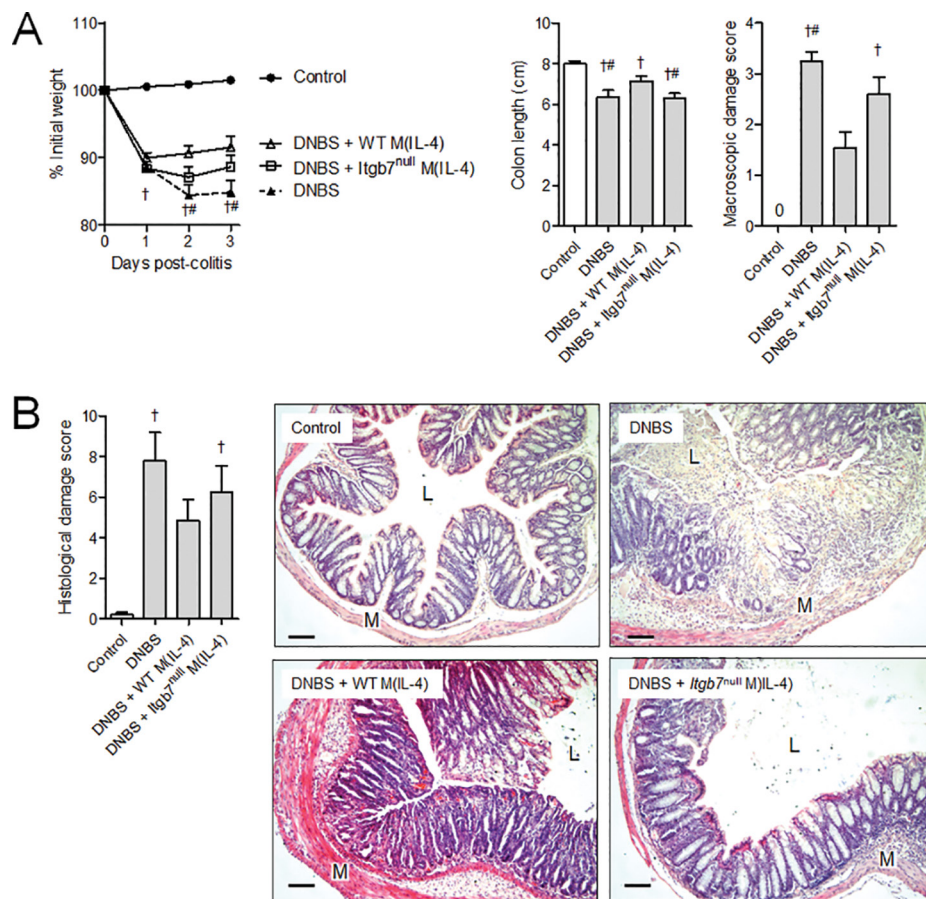 A
110
100
90
80
% Initial weight
0
1
2
3
Days post-colitis
†
†#
†#
Control
DNBS + WT M(IL-4)
DNBS + Itgb7null M(IL-4)
DNBS
10
8
6
4
2
0
Colon length (cm)
†#
†
†#
Control
DNBS
DNBS + WT M(IL-4)
DNBS + Itgb7null M(IL-4)
4
3
2
1
0
Macroscopic damage score
0
†#
†
Control
DNBS
DNBS + WT M(IL-4)
DNBS + Itgb7null M(IL-4)
B
10
8
6
4
2
0
Histological damage score
†
†
Control
DNBS
DNBS + WT M(IL-4)
DNBS + Itgb7null M(IL-4)
Control
L
M
DNBS
L
M
DNBS + WT M(IL-4)
L
M
DNBS + Itgb7null M)IL-4)
L
M